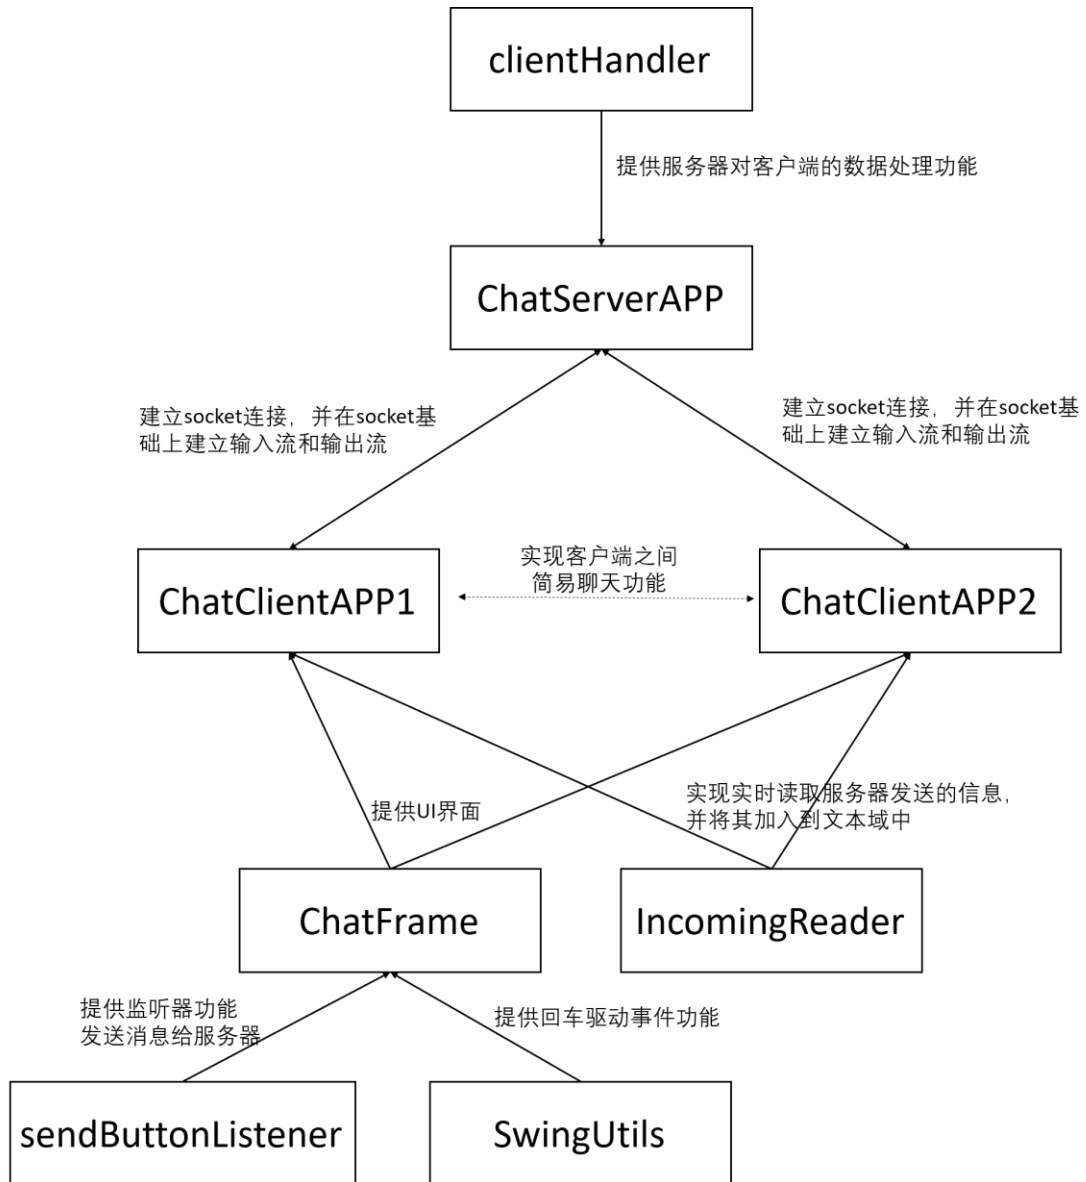 clientHandler
提供服务器对客户端的数据处理功能
ChatServerAPP
建立socket连接，并在socket基
础上建立输入流和输出流
建立socket连接，并在socket基
础上建立输入流和输出流
ChatClientAPP1
实现客户端之间
简易聊天功能
ChatClientAPP2
提供UI界面
实现实时读取服务器发送的信息，
并将其加入到文本域中
ChatFrame
IncomingReader
提供监听器功能
发送消息给服务器
提供回车驱动事件功能
sendButtonListener
SwingUtils